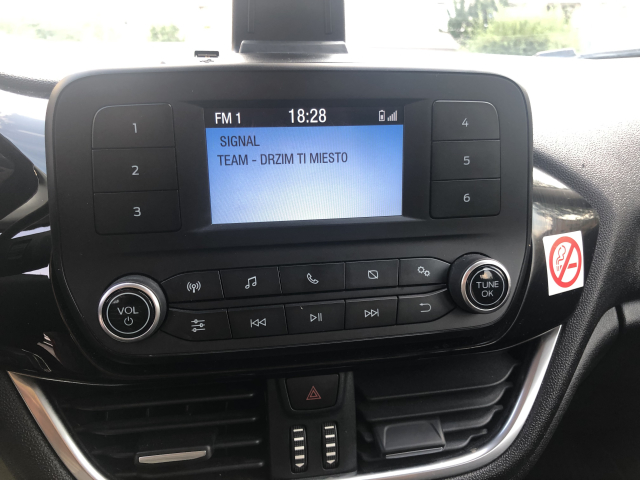 FM 1 18:28
SIGNAL
TEAM - DRZIM TI MIESTO
1
2
3
4
5
6
VOL
TUNE
OK